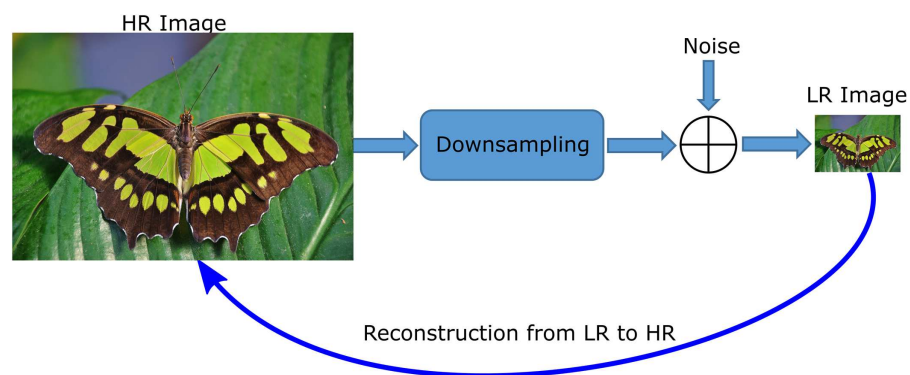 HR Image
Noise
LR Image
Downsampling
Reconstruction from LR to HR